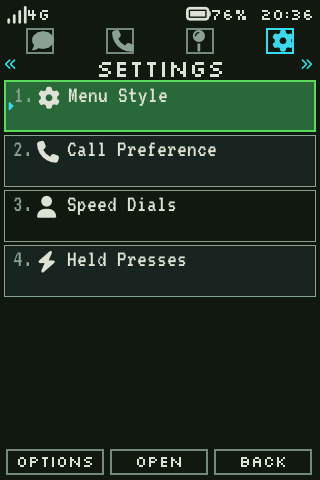 4G 76% 20:36
« SETTINGS »
1. Menu Style
2. Call Preference
3. Speed Dials
4. Held Presses
OPTIONS OPEN BACK